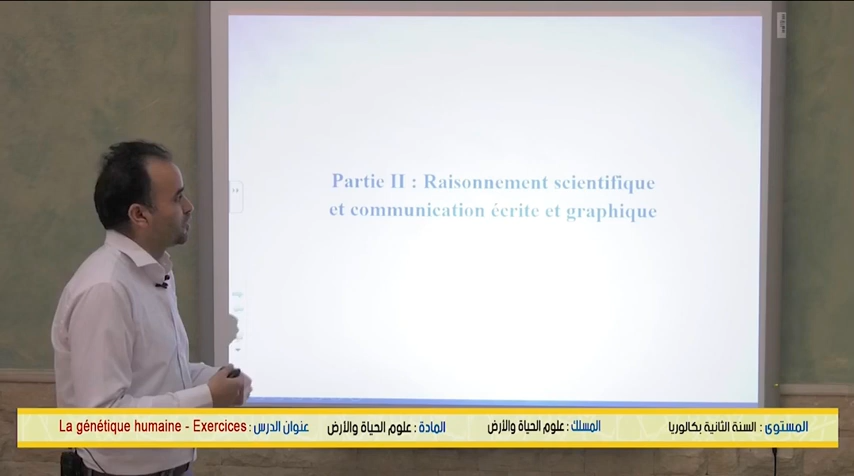 Partie II : Raisonnement scientifique
et communication écrite et graphique
المستوى : السنة الثانية بكالوريا المسلك : علوم الحياة والأرض المادة : علوم الحياة والأرض عنوان الدرس : La génétique humaine - Exercices